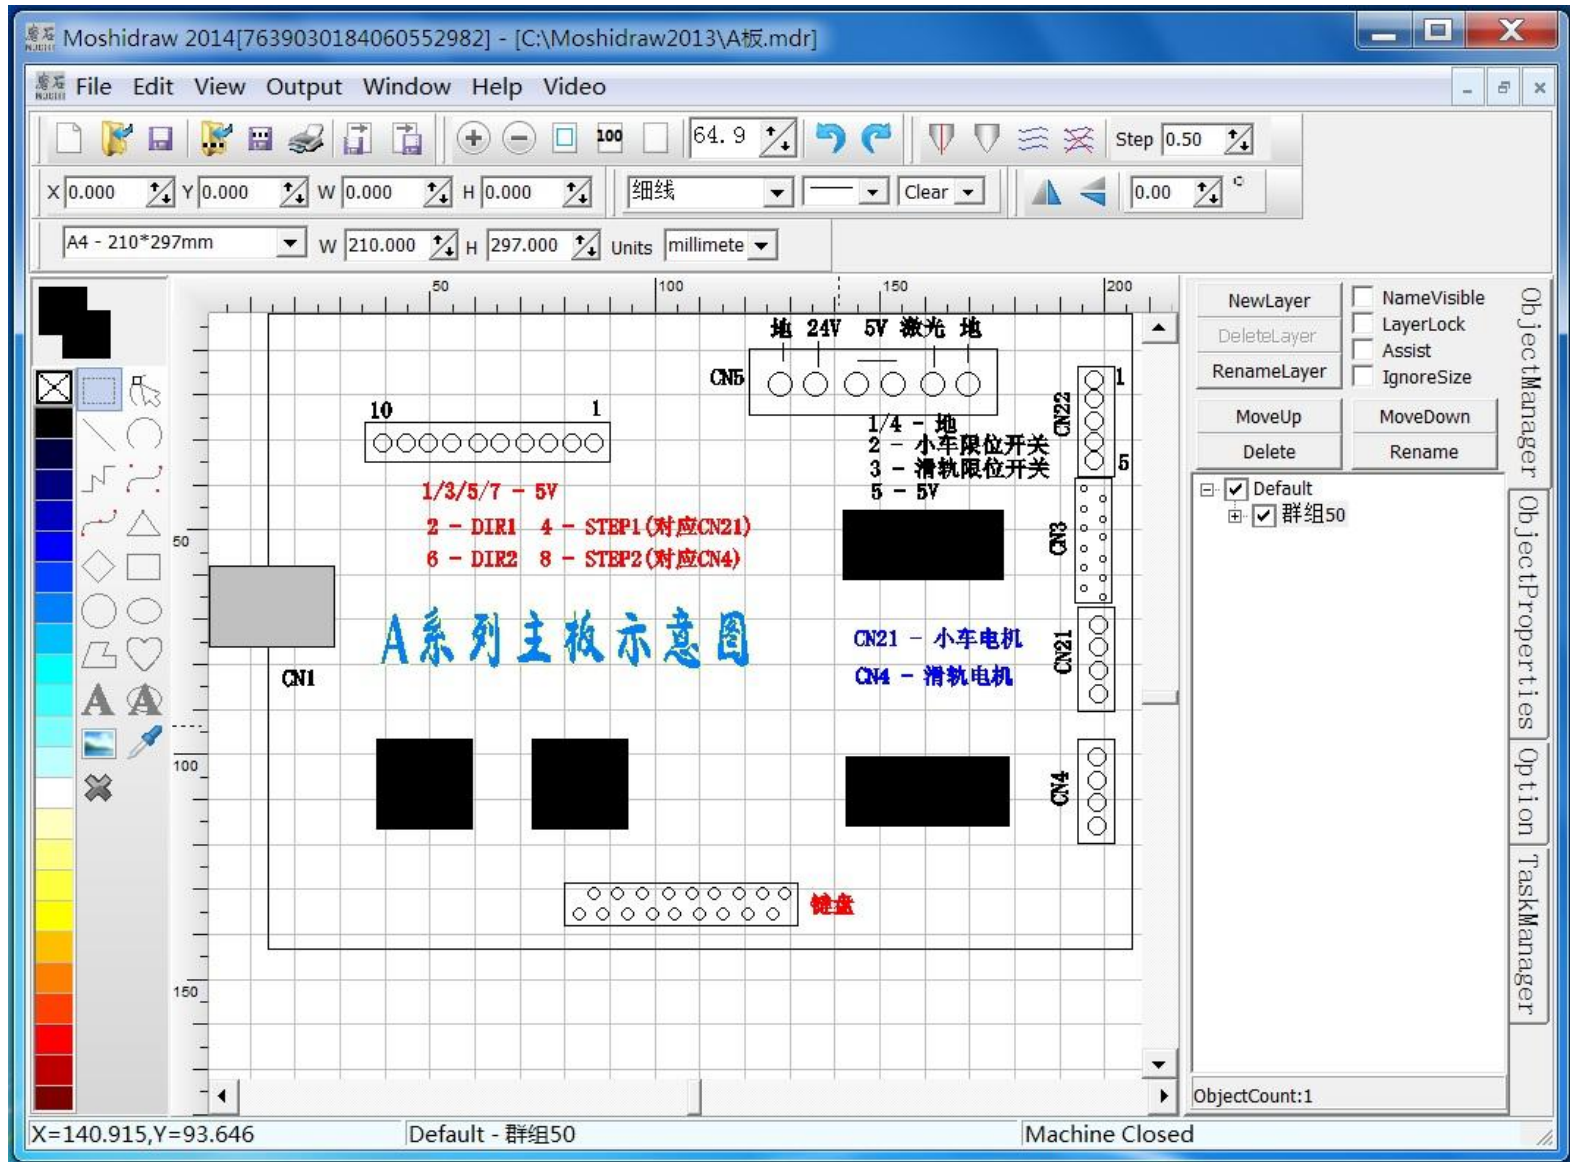 Moshidraw 2014[7639030184060552982] - [C:\Moshidraw2013\A板.mdr]
File Edit View Output Window Help Video
100 64.9 Step 0.50
X 0.000 Y 0.000 W 0.000 H 0.000 细线 Clear 0.00 °
A4 - 210*297mm W 210.000 H 297.000 Units millimete
50 100 150 200
50
100
150
地 24V 5V 激光 地
CN5
10 1
1/4 - 地
2 - 小车限位开关
3 - 滑轨限位开关
5 - 5V
1
CN22
5
1/3/5/7 - 5V
2 - DIR1 4 - STEP1(对应CN21)
6 - DIR2 8 - STEP2(对应CN4)
CN3
A系列主板示意图
CN21 - 小车电机
CN4 - 滑轨电机
CN21
CN1
CN4
键盘
NewLayer
DeleteLayer
RenameLayer
NameVisible
LayerLock
Assist
IgnoreSize
MoveUp MoveDown
Delete Rename
Default
群组50
ObjectCount:1
ObjectManager
ObjectProperties
Option
TaskManager
X=140.915,Y=93.646 Default - 群组50 Machine Closed